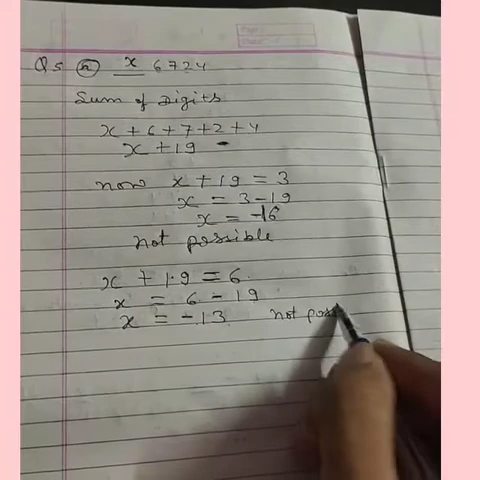 Q5 (a) x 6724
Sum of Digits
x + 6 + 7 + 2 + 4
x + 19
now x + 19 = 3
x = 3 - 19
x = -16
not possible
x + 19 = 6
x = 6 - 19
x = -13 not poss